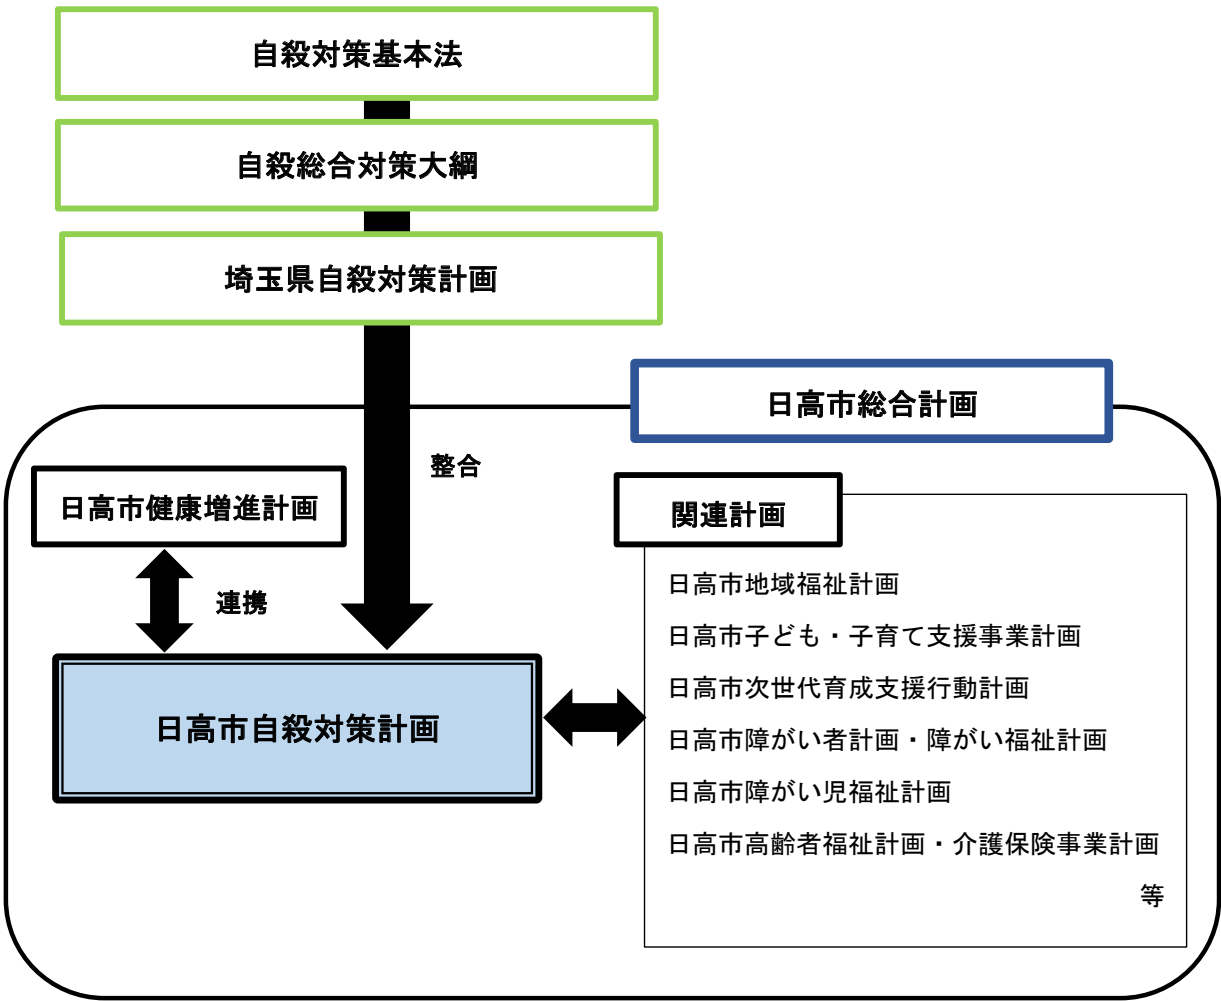 自殺対策基本法
自殺総合対策大綱
埼玉県自殺対策計画
日高市総合計画
整合
日高市健康増進計画
連携
日高市自殺対策計画
関連計画
日高市地域福祉計画
日高市子ども・子育て支援事業計画
日高市次世代育成支援行動計画
日高市障がい者計画・障がい福祉計画
日高市障がい児福祉計画
日高市高齢者福祉計画・介護保険事業計画
等